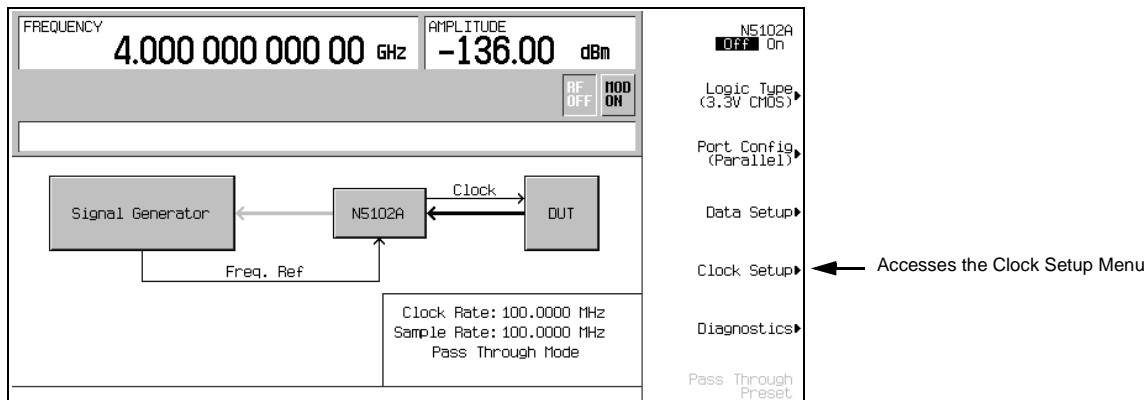 FREQUENCY
4.000 000 000 00 GHz
AMPLITUDE
-136.00 dBm
RF OFF
MOD ON
Signal Generator
N5102A
Clock
DUT
Freq. Ref
Clock Rate: 100.0000 MHz
Sample Rate: 100.0000 MHz
Pass Through Mode
N5102A
Off On
Logic Type
(3.3V CMOS)
Port Config
(Parallel)
Data Setup
Clock Setup
Accesses the Clock Setup Menu
Diagnostics
Pass Through
Preset